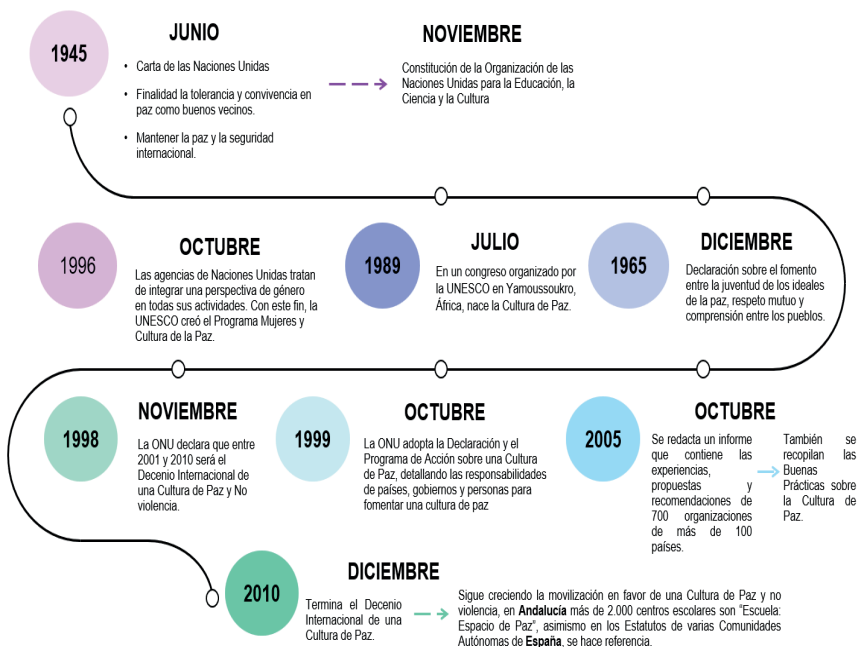 1945
JUNIO
• Carta de las Naciones Unidas
• Finalidad la tolerancia y convivencia en
paz como buenos vecinos.
• Mantener la paz y la seguridad
internacional.
NOVIEMBRE
Constitución de la Organización de las
Naciones Unidas para la Educación, la
Ciencia y la Cultura
1996
OCTUBRE
Las agencias de Naciones Unidas tratan
de integrar una perspectiva de género
en todas sus actividades. Con este fin, la
UNESCO creó el Programa Mujeres y
Cultura de la Paz.
1989
JULIO
En un congreso organizado por
la UNESCO en Yamoussoukro,
África, nace la Cultura de Paz.
1965
DICIEMBRE
Declaración sobre el fomento
entre la juventud de los ideales
de la paz, respeto mutuo y
comprensión entre los pueblos.
1998
NOVIEMBRE
La ONU declara que entre
2001 y 2010 será el
Decenio Internacional de
una Cultura de Paz y No
violencia.
1999
OCTUBRE
La ONU adopta la Declaración y el
Programa de Acción sobre una Cultura
de Paz, detallando las responsabilidades
de países, gobiernos y personas para
fomentar una cultura de paz
2005
OCTUBRE
Se redacta un informe
que contiene las
experiencias,
propuestas y
recomendaciones de
700 organizaciones
de más de 100
países.
También se
recopilan las
Buenas
Prácticas sobre
la Cultura de
Paz.
2010
DICIEMBRE
Termina el Decenio
Internacional de una
Cultura de Paz.
Sigue creciendo la movilización en favor de una Cultura de Paz y no
violencia, en Andalucía más de 2.000 centros escolares son "Escuela:
Espacio de Paz", asimismo en los Estatutos de varias Comunidades
Autónomas de España, se hace referencia.